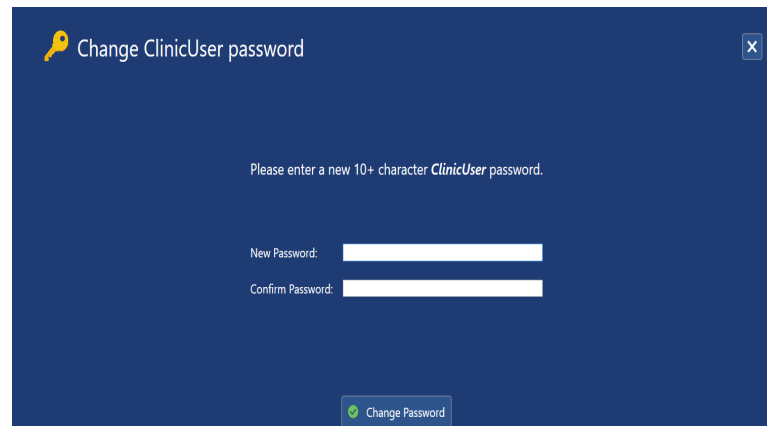 Change ClinicUser password
X
Please enter a new 10+ character ClinicUser password.
New Password:
Confirm Password:
Change Password